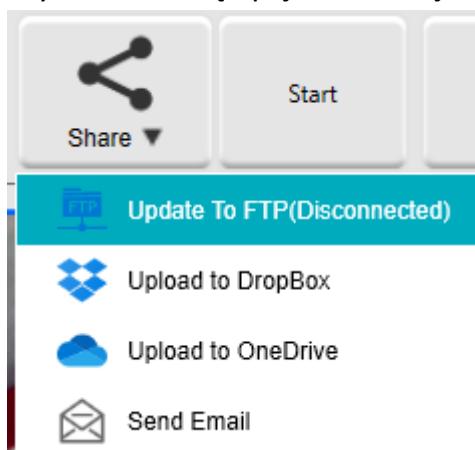 Share ▼
Start
FTP
Update To FTP(Disconnected)
Upload to DropBox
Upload to OneDrive
Send Email